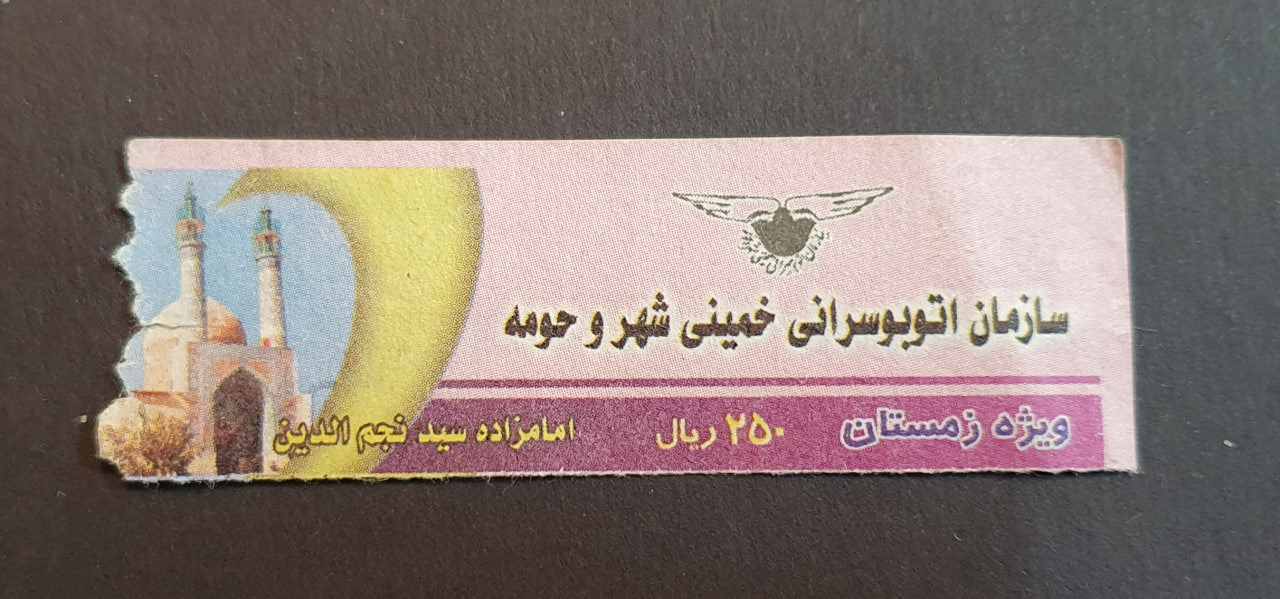 سازمان اتوبوسرانی خمینی شهر و حومه
ویژه زمستان ۲۵۰ ریال امامزاده سید نجم الدین